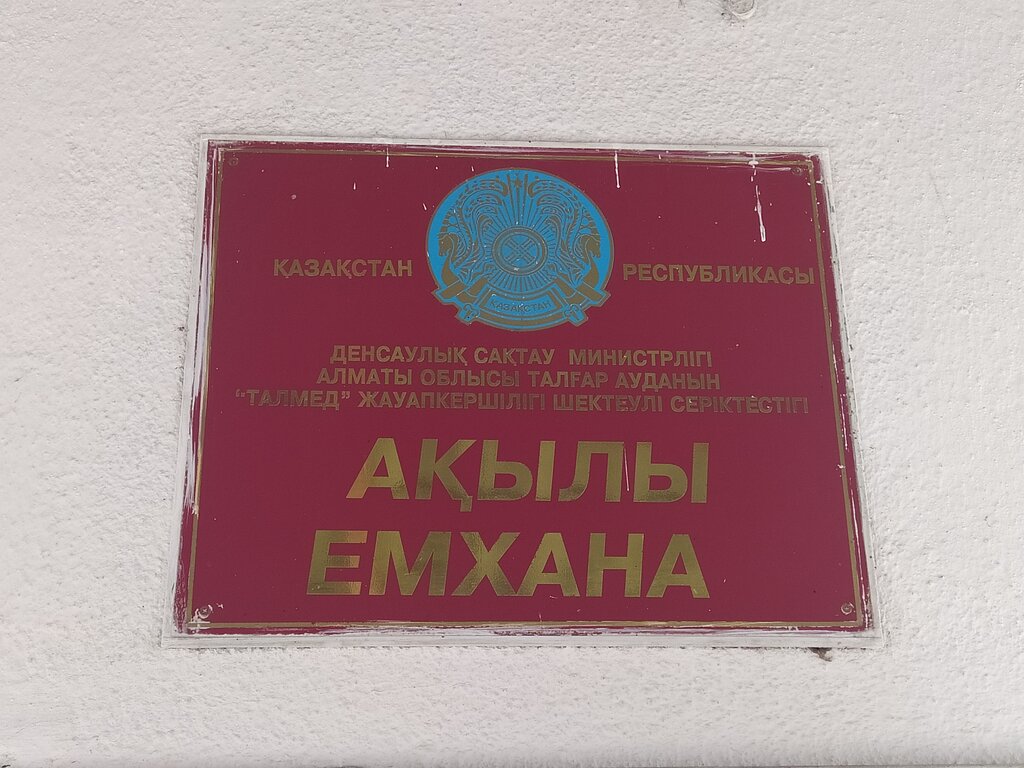 ҚАЗАҚСТАН РЕСПУБЛИКАСЫ
ҚАЗАҚСТАН
ДЕНСАУЛЫҚ САҚТАУ МИНИСТРЛІГІ
АЛМАТЫ ОБЛЫСЫ ТАЛҒАР АУДАНЫН
“ТАЛМЕД” ЖАУАПКЕРШІЛІГІ ШЕКТЕУЛІ СЕРІКТЕСТІГІ
АҚЫЛЫ
ЕМХАНА